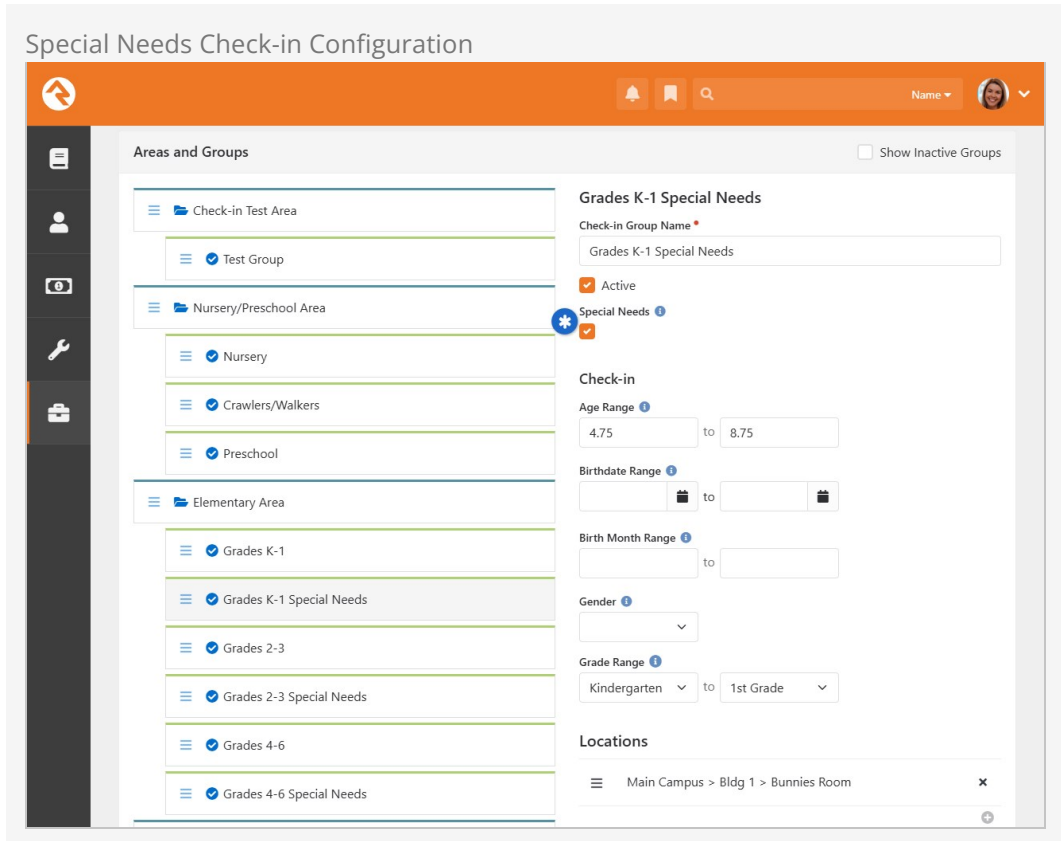 Special Needs Check-in Configuration
Name
Areas and Groups
Show Inactive Groups
Check-in Test Area
Test Group
Nursery/Preschool Area
Nursery
Crawlers/Walkers
Preschool
Elementary Area
Grades K-1
Grades K-1 Special Needs
Grades 2-3
Grades 2-3 Special Needs
Grades 4-6
Grades 4-6 Special Needs
Grades K-1 Special Needs
Check-in Group Name
Grades K-1 Special Needs
Active
Special Needs
Check-in
Age Range
4.75 to 8.75
Birthdate Range
to
Birth Month Range
to
Gender
Grade Range
Kindergarten to 1st Grade
Locations
Main Campus > Bldg 1 > Bunnies Room